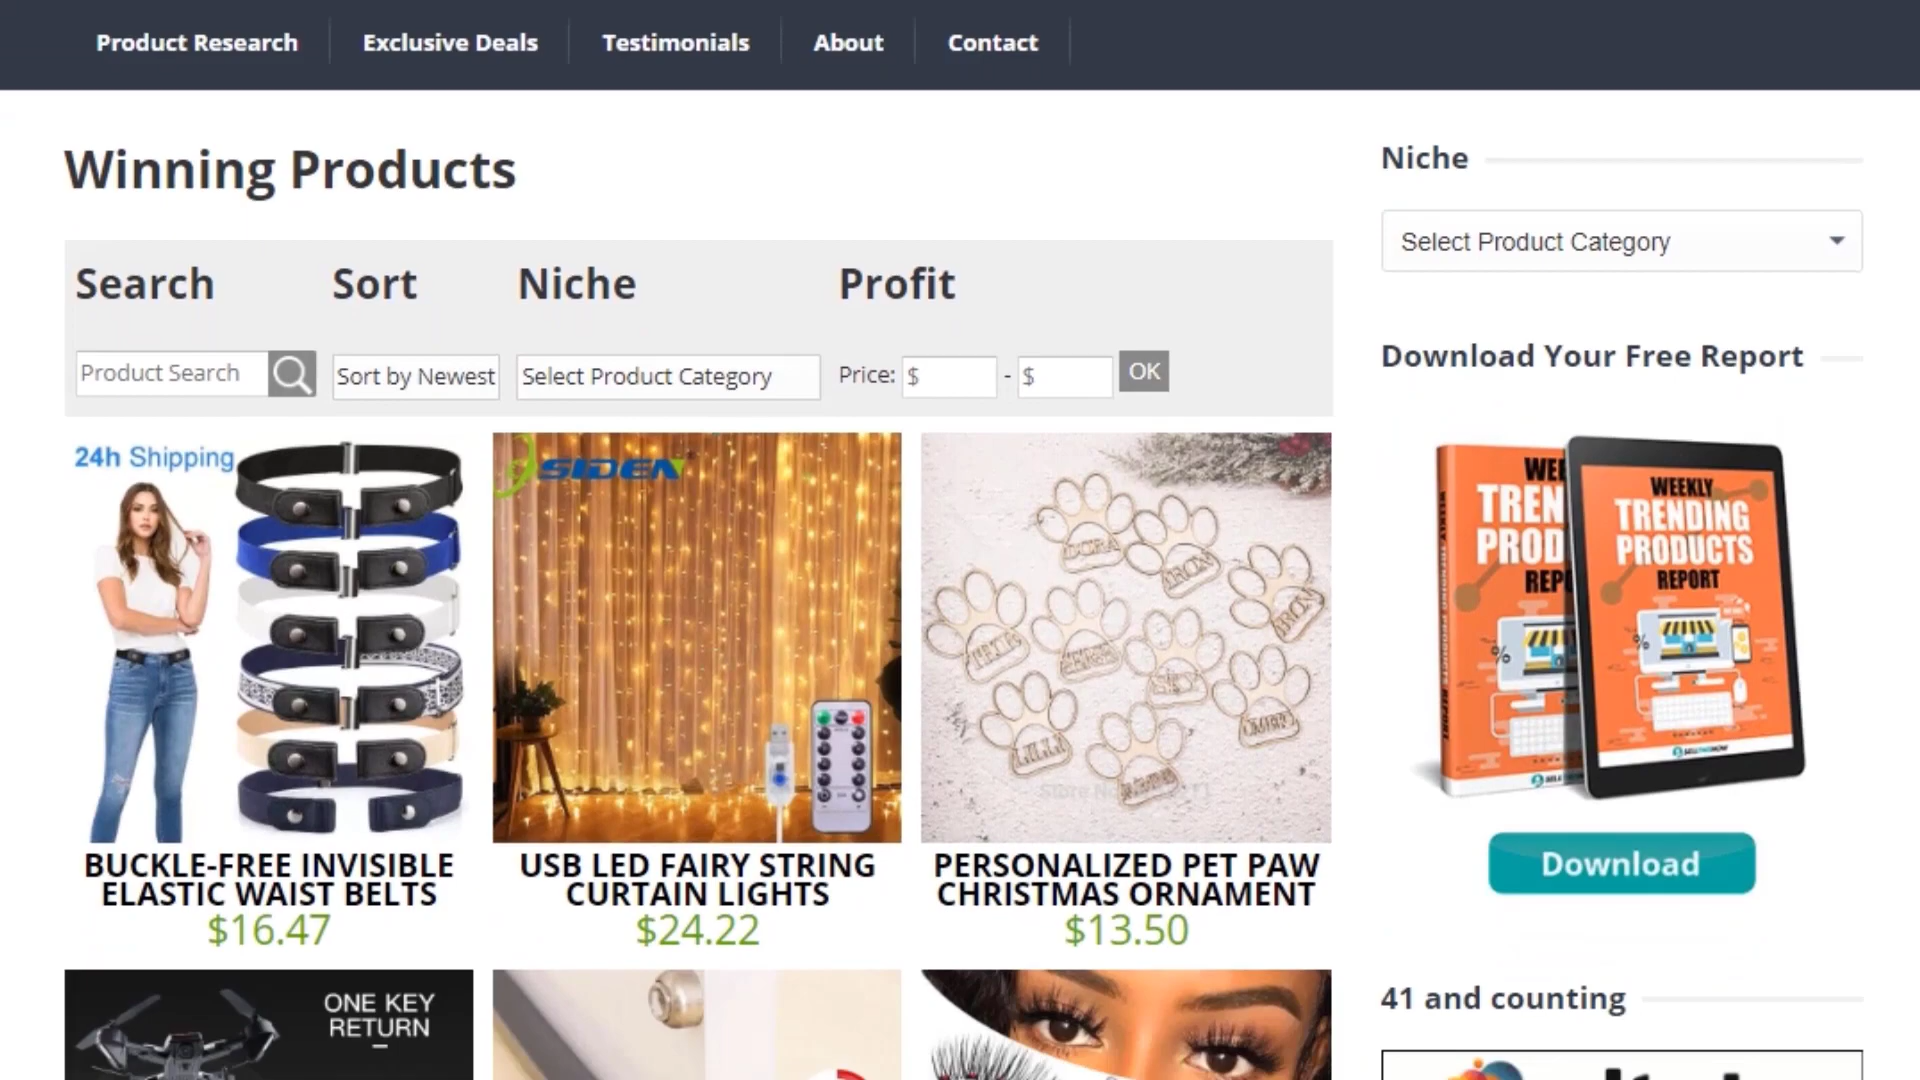 Product Research
Exclusive Deals
Testimonials
About
Contact
Winning Products
Search
Sort
Niche
Profit
Product Search
Sort by Newest
Select Product Category
Price: $ - $ OK
24h Shipping
BUCKLE-FREE INVISIBLE
ELASTIC WAIST BELTS
$16.47
SIDEN
USB LED FAIRY STRING
CURTAIN LIGHTS
$24.22
DORA
LILLI
PERSONALIZED PET PAW
CHRISTMAS ORNAMENT
$13.50
ONE KEY
RETURN
Niche
Select Product Category
Download Your Free Report
WEEKLY
TRENDING
PRODUCTS
REPORT
Download
41 and counting